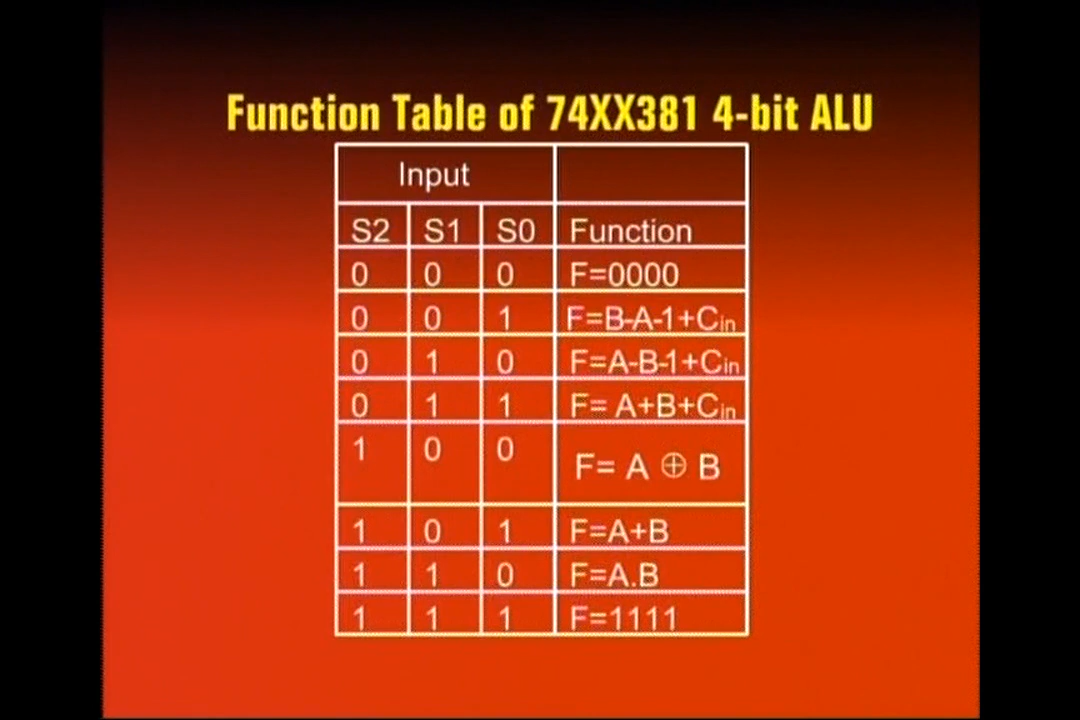 Function Table of 74XX381 4-bit ALU
Input
S2 S1 S0 Function
0 0 0 F=0000
0 0 1 F=B-A-1+Cin
0 1 0 F=A-B-1+Cin
0 1 1 F= A+B+Cin
1 0 0 F= A ⊕ B
1 0 1 F=A+B
1 1 0 F=A.B
1 1 1 F=1111